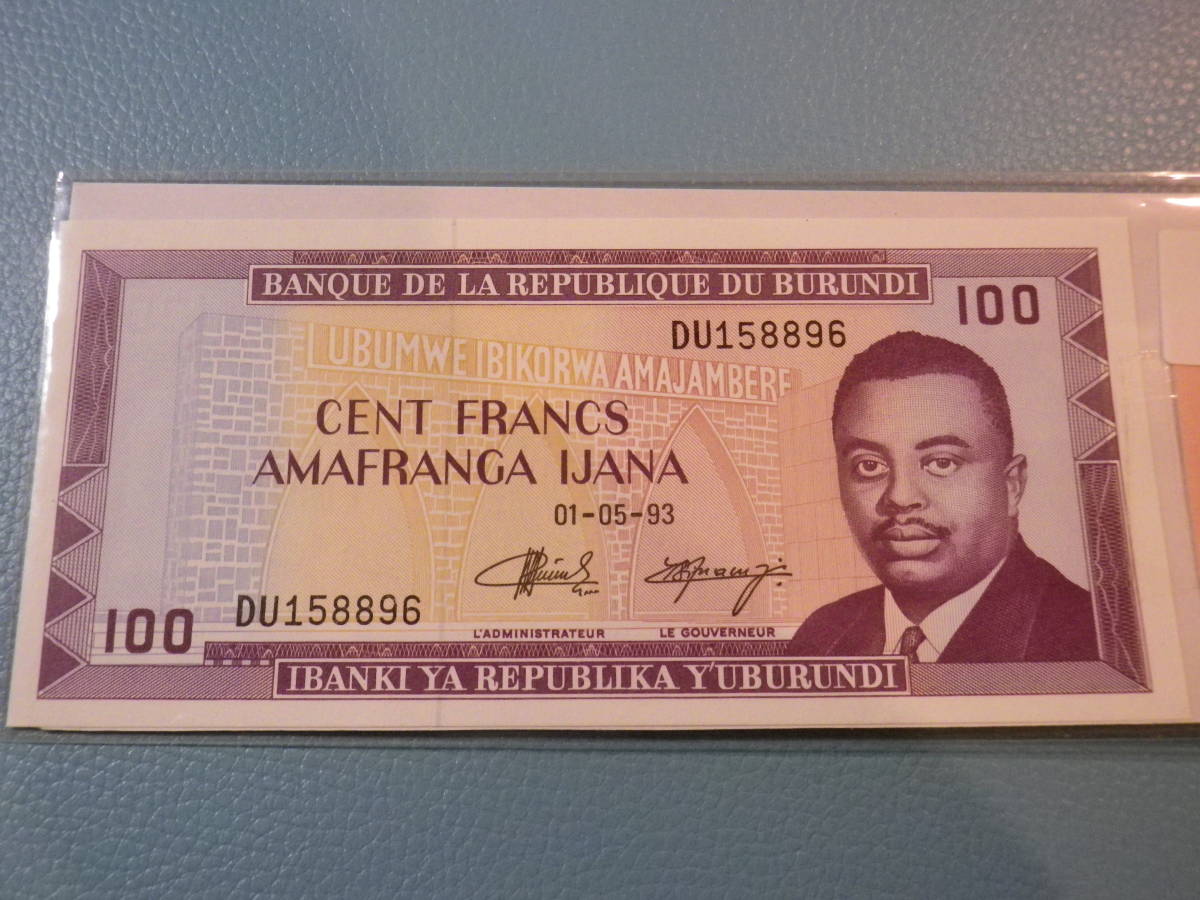 BANQUE DE LA REPUBLIQUE DU BURUNDI
100
DU158896
UBUMWE IBIKORWA AMAJAMBERE
CENT FRANCS
AMAFRANGA IJANA
01-05-93
DU158896
100
L'ADMINISTRATEUR LE GOUVERNEUR
IBANKI YA REPUBLIKA Y'UBURUNDI